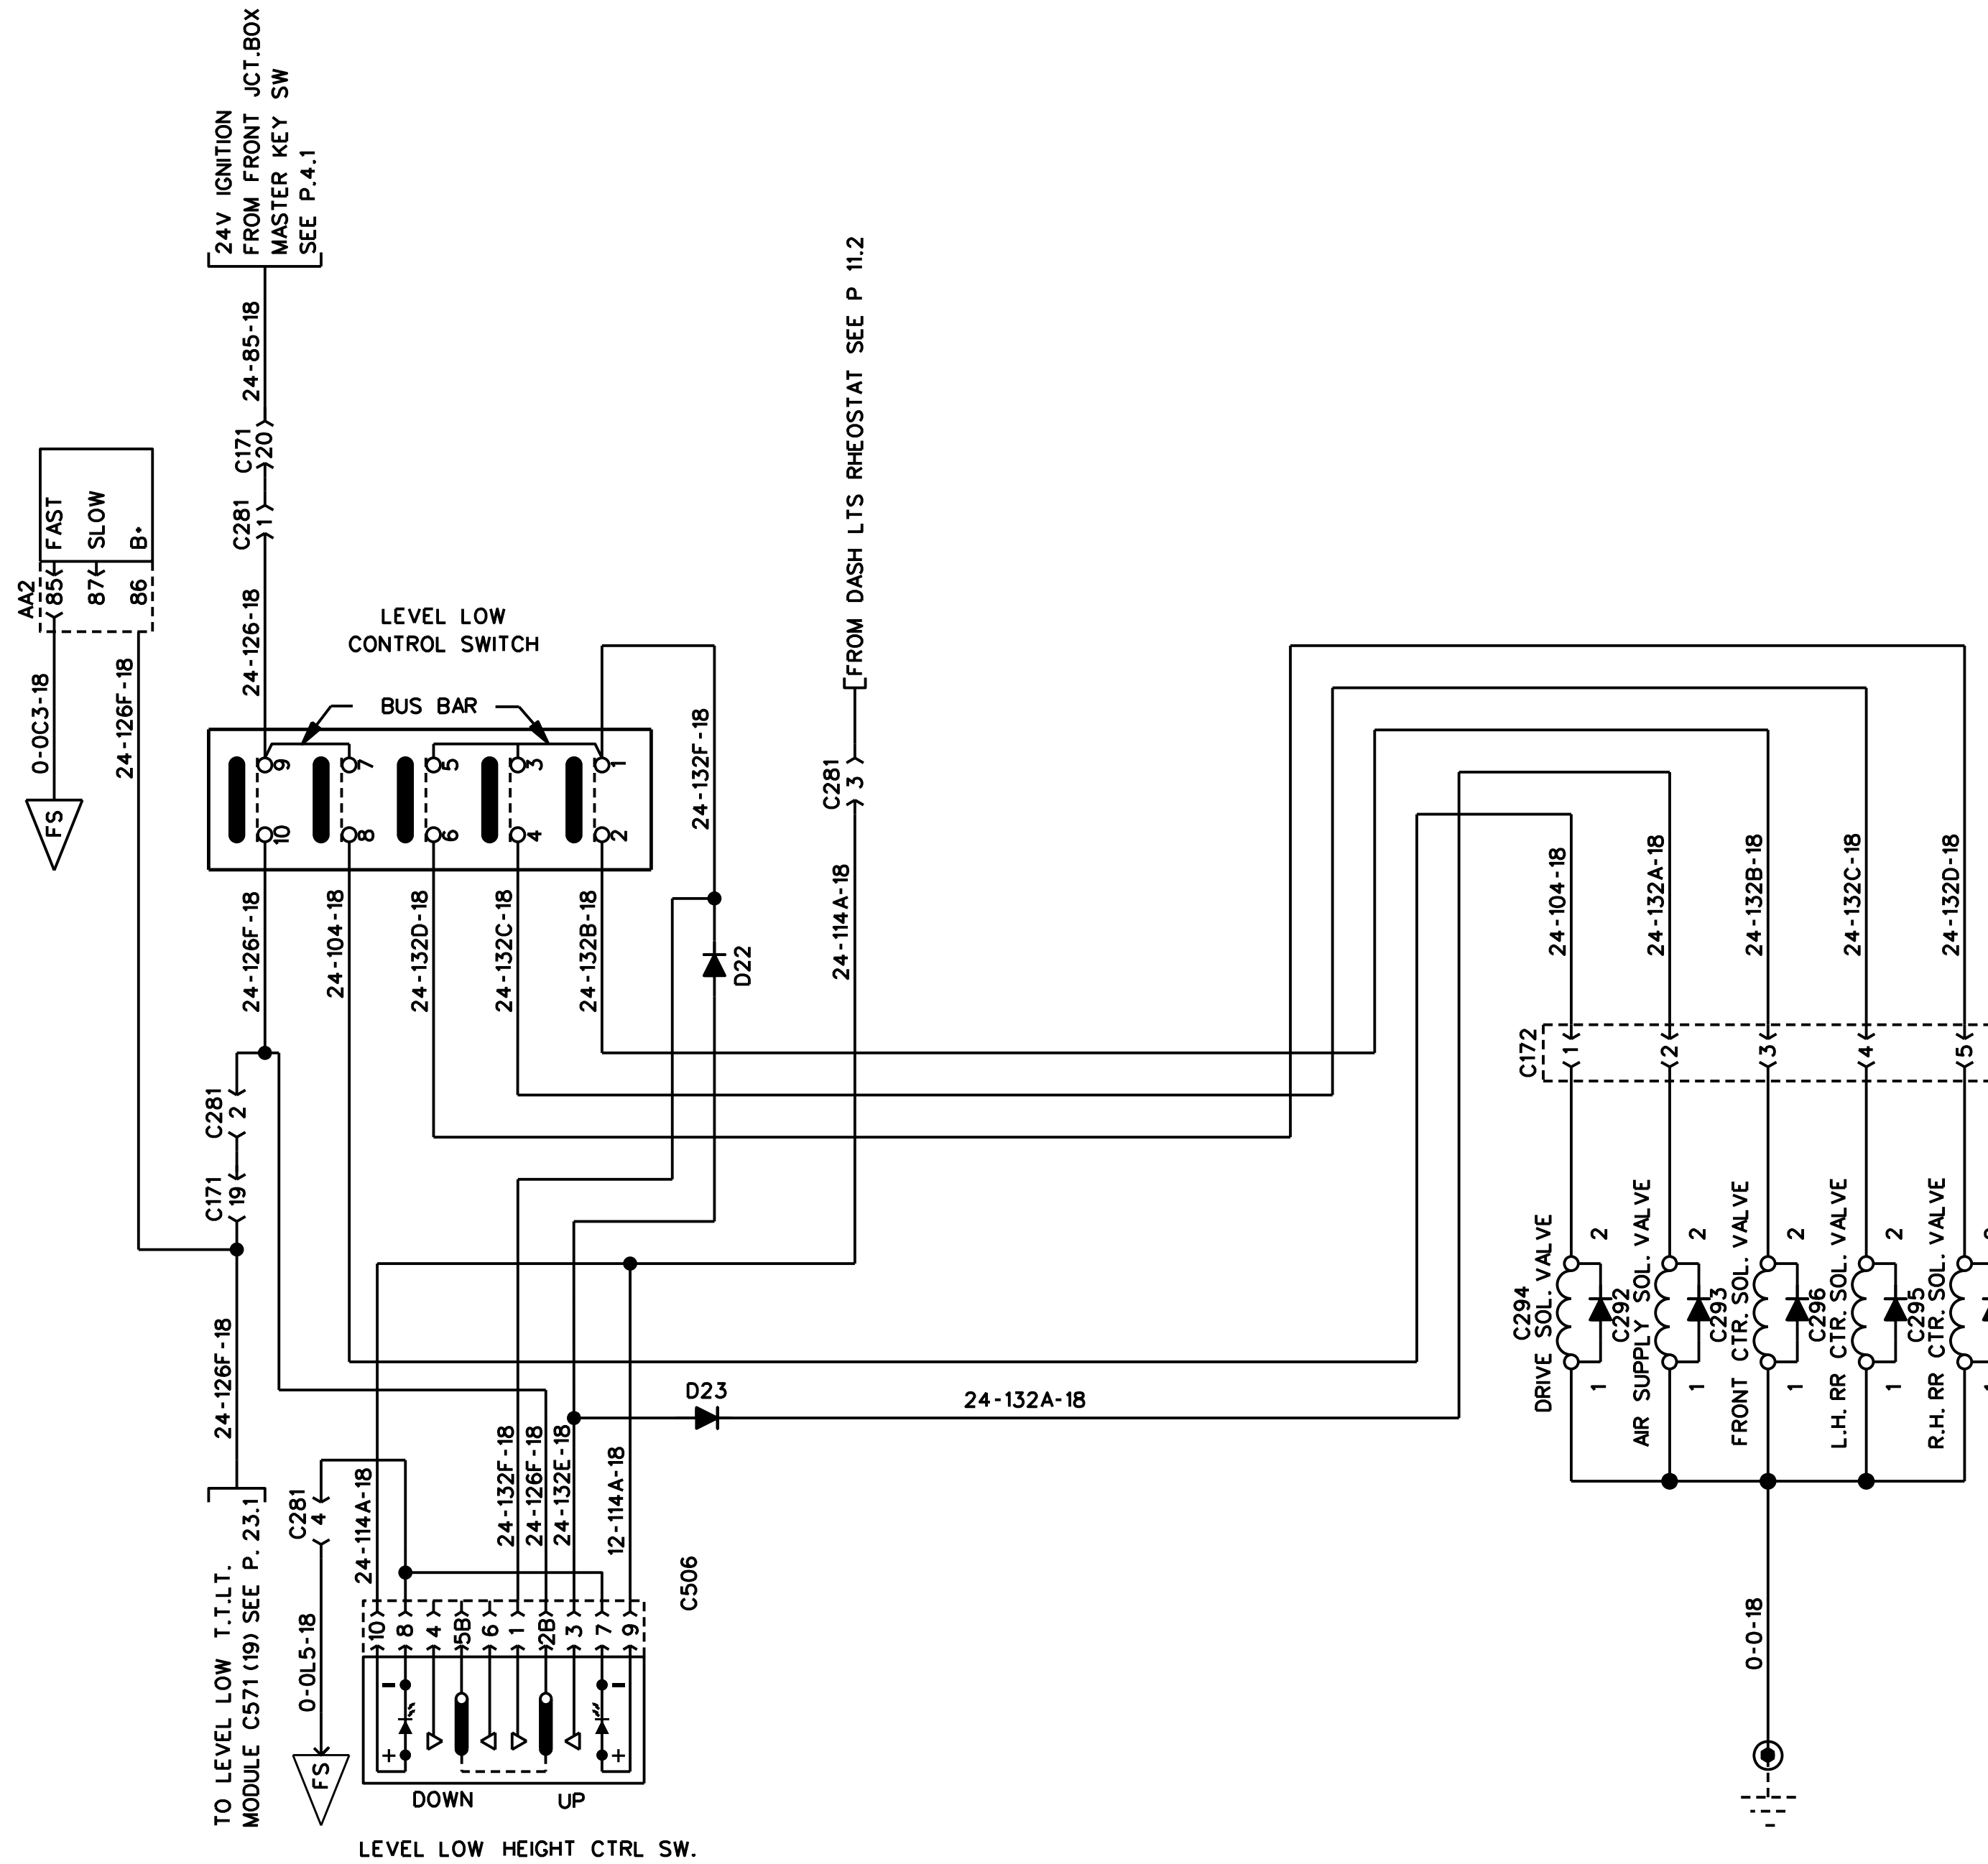 24V IGNITION
FROM FRONT JCT.BOX
MASTER KEY SW
SEE P.4.1
24-85-18
C171
20
C281
1
24-126-18
AA2
FAST
SLOW
B+
85
87
86
0-0C3-18
24-126F-18
FS
LEVEL LOW
CONTROL SWITCH
BUS BAR
9
7
5
3
1
10
8
6
4
2
24-126F-18
24-104-18
24-132D-18
24-132C-18
24-132B-18
24-132F-18
D22
FROM DASH LTS RHEOSTAT SEE P 11.2
C281
3
24-114A-18
C281
2
C171
19
24-126F-18
TO LEVEL LOW T.T.LT.
MODULE C571(19) SEE P. 23.1
C281
4
0-0L5-18
FS
24-114A-18
24-132F-18
24-126F-18
24-132E-18
12-114A-18
C506
D23
24-132A-18
10
8
4
5B
6
1
2B
3
7
9
-
-
+
+
DOWN
UP
LEVEL LOW HEIGHT CTRL SW.
24-104-18
24-132A-18
24-132B-18
24-132C-18
24-132D-18
C172
1
2
3
4
5
C294
DRIVE SOL. VALVE
2
1
C292
AIR SUPPLY SOL. VALVE
2
1
C293
FRONT CTR. SOL. VALVE
2
1
C296
L.H. RR CTR. SOL. VALVE
2
1
C295
R.H. RR CTR. SOL. VALVE
0-0-18